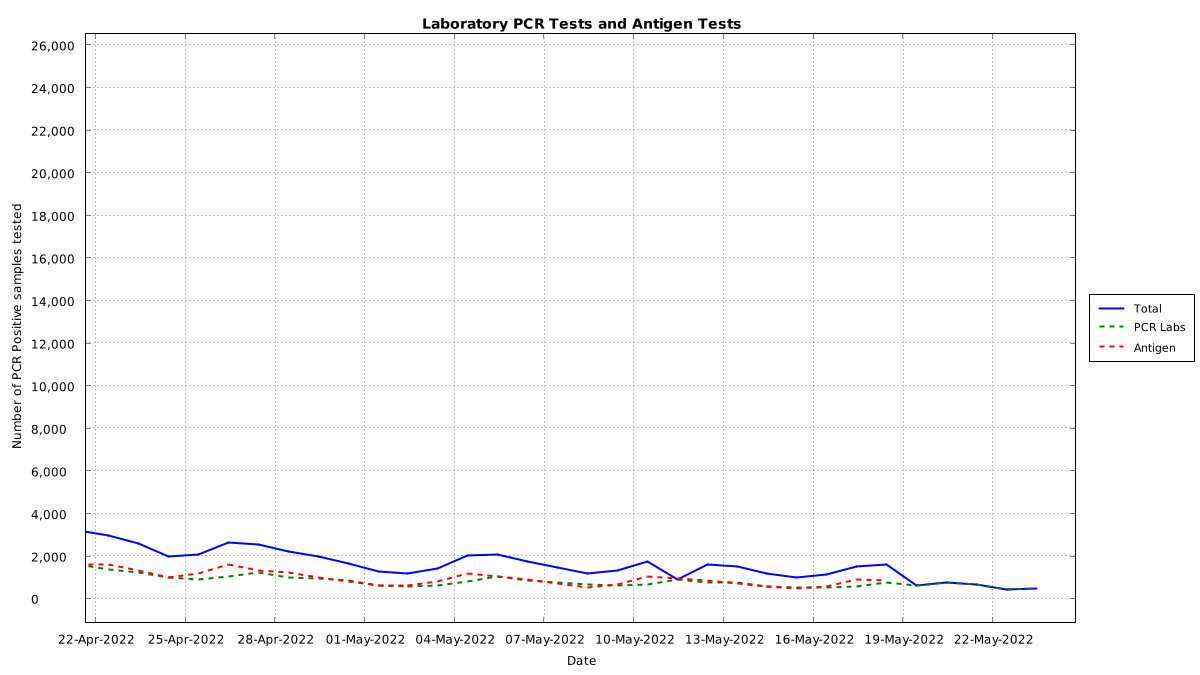 Laboratory PCR Tests and Antigen Tests
Number of PCR Positive samples tested
26,000
24,000
22,000
20,000
18,000
16,000
14,000
12,000
10,000
8,000
6,000
4,000
2,000
0
22-Apr-2022 25-Apr-2022 28-Apr-2022 01-May-2022 04-May-2022 07-May-2022 10-May-2022 13-May-2022 16-May-2022 19-May-2022 22-May-2022
Date
Total
PCR Labs
Antigen